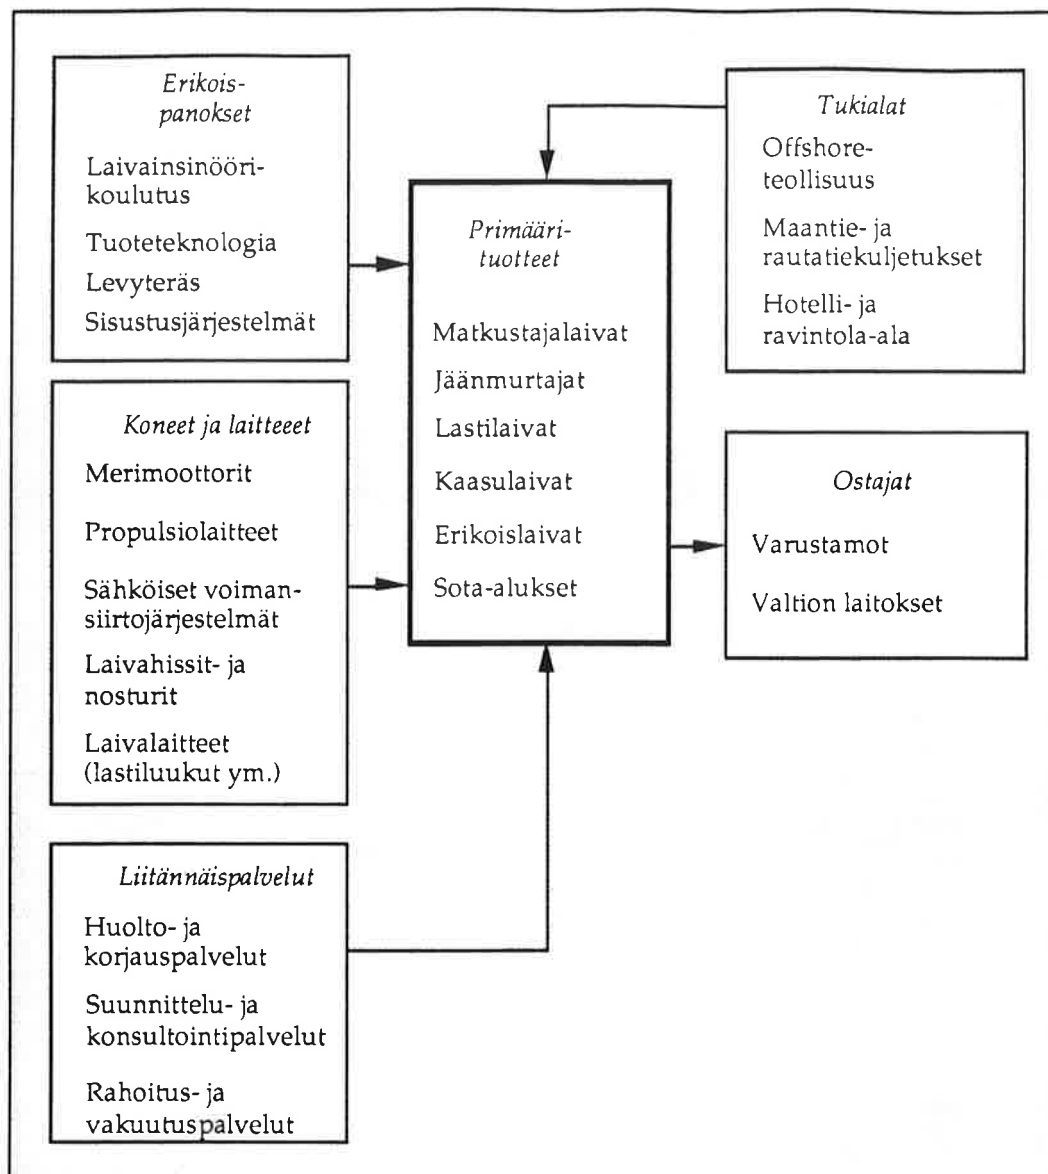 Erikois-
panokset
Laivainsinööri-
koulutus
Tuoteteknologia
Levyteräs
Sisustusjärjestelmät
Koneet ja laitteeet
Merimoottorit
Propulsiolaitteet
Sähköiset voiman-
siirtojärjestelmät
Laivahissit- ja
nosturit
Laivalaitteet
(lastiluukut ym.)
Liitännäispalvelut
Huolto- ja
korjauspalvelut
Suunnittelu- ja
konsultointipalvelut
Rahoitus- ja
vakuutuspalvelut
Primääri-
tuotteet
Matkustajalaivat
Jäänmurtajat
Lastilaivat
Kaasulaivat
Erikoislaivat
Sota-alukset
Tukialat
Offshore-
teollisuus
Maantie- ja
rautatiekuljetukset
Hotelli- ja
ravintola-ala
Ostajat
Varustamot
Valtion laitokset